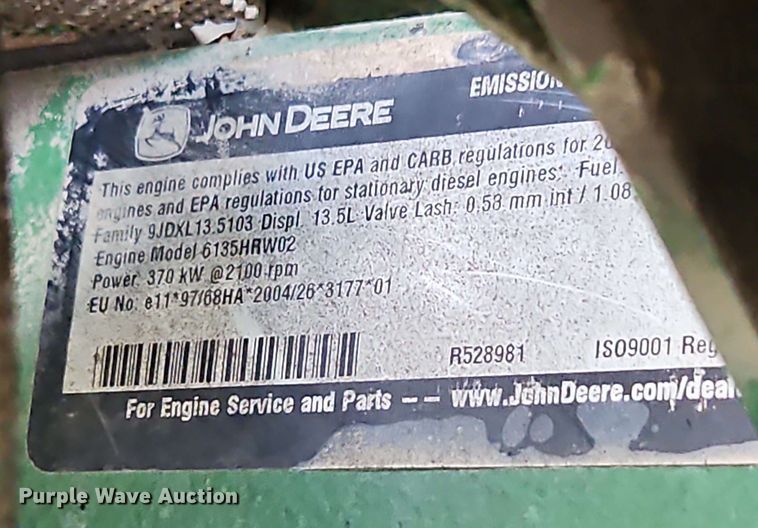 EMISSION
JOHN DEERE
This engine complies with US EPA and CARB regulations for 20
engines and EPA regulations for stationary diesel engines. Fuel
Family 9JDXL13.5103 Displ. 13.5L Valve Lash: 0.58 mm int / 1.08
Engine Model 6135HRW02
Power 370 kW @2100 rpm
EU No: e11*97/68HA*2004/26*3177*01
R528981 ISO9001 Reg
For Engine Service and Parts -- www.JohnDeere.com/deal
Purple Wave Auction